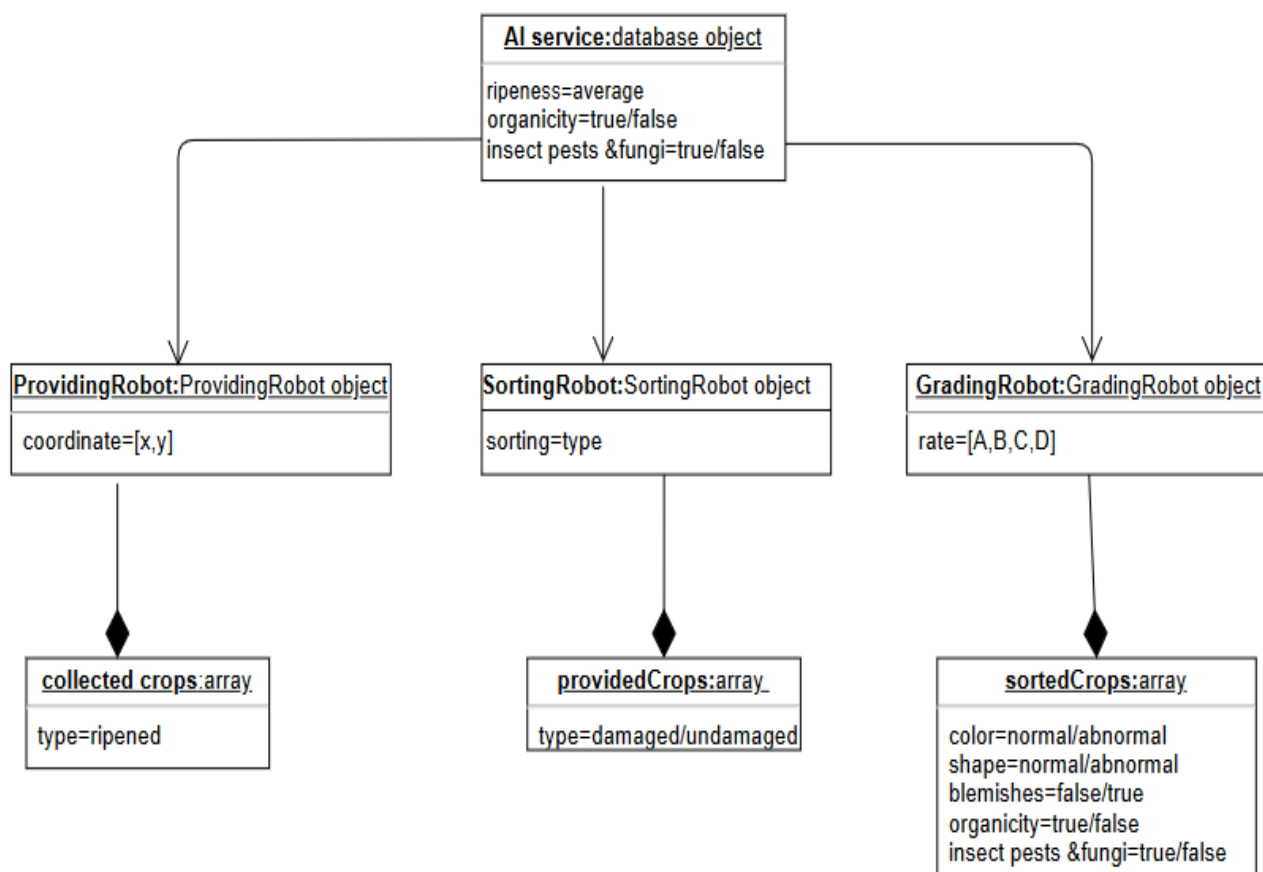 AI service:database object
ripeness=average
organicity=true/false
insect pests &fungi=true/false
ProvidingRobot:ProvidingRobot object
coordinate=[x,y]
SortingRobot:SortingRobot object
sorting=type
GradingRobot:GradingRobot object
rate=[A,B,C,D]
collected crops:array
type=ripened
providedCrops:array
type=damaged/undamaged
sortedCrops:array
color=normal/abnormal
shape=normal/abnormal
blemishes=false/true
organicity=true/false
insect pests &fungi=true/false